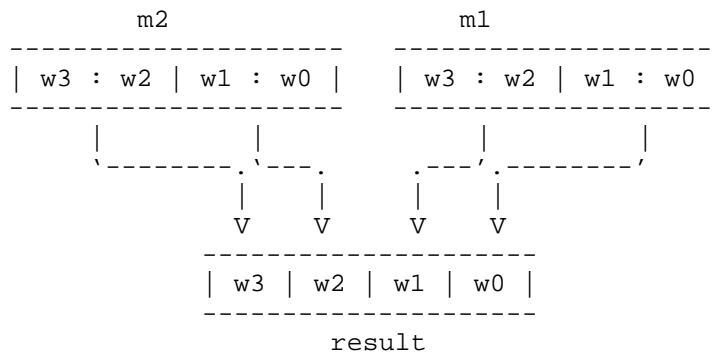 m2 m1
---------------------   --------------------
| w3 : w2 | w1 : w0 |   | w3 : w2 | w1 : w0
---------------------   --------------------
     |         |             |         |
     `--------.`---.     .---'.--------'
              |    |     |    |
              V    V     V    V
            ---------------------
            | w3 | w2 | w1 | w0 |
            ---------------------
result